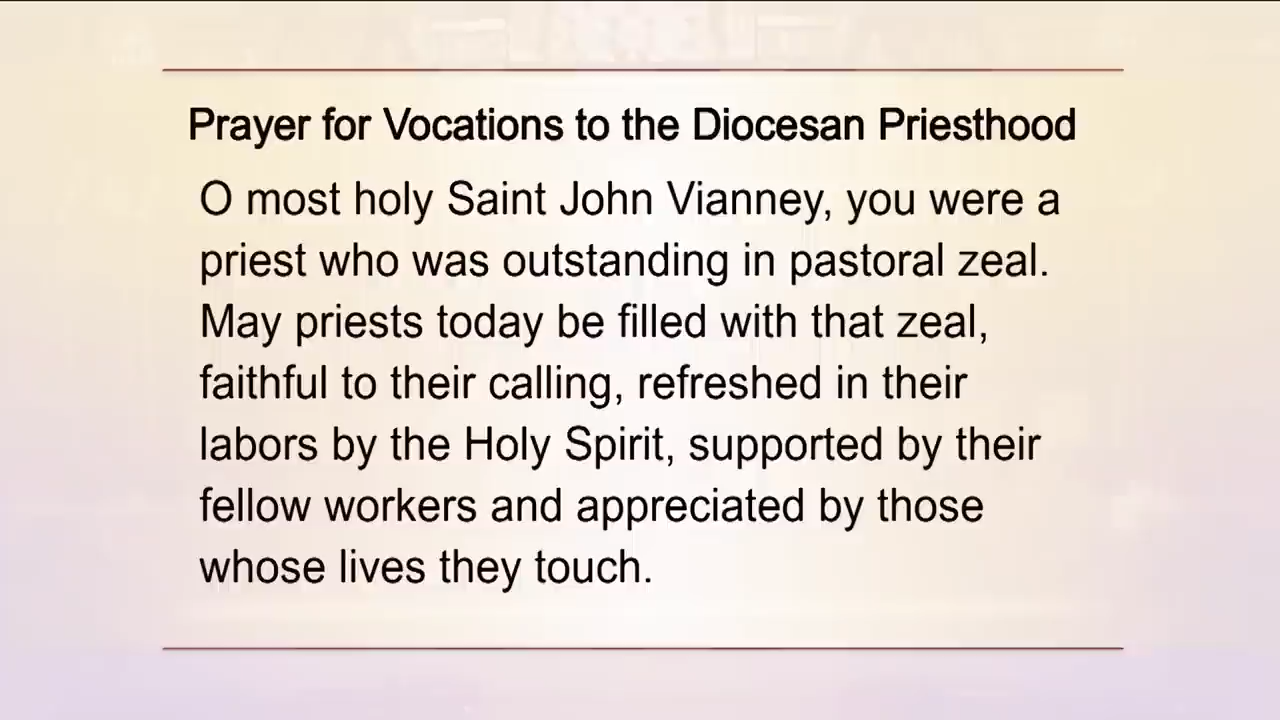 Prayer for Vocations to the Diocesan Priesthood
O most holy Saint John Vianney, you were a
priest who was outstanding in pastoral zeal.
May priests today be filled with that zeal,
faithful to their calling, refreshed in their
labors by the Holy Spirit, supported by their
fellow workers and appreciated by those
whose lives they touch.